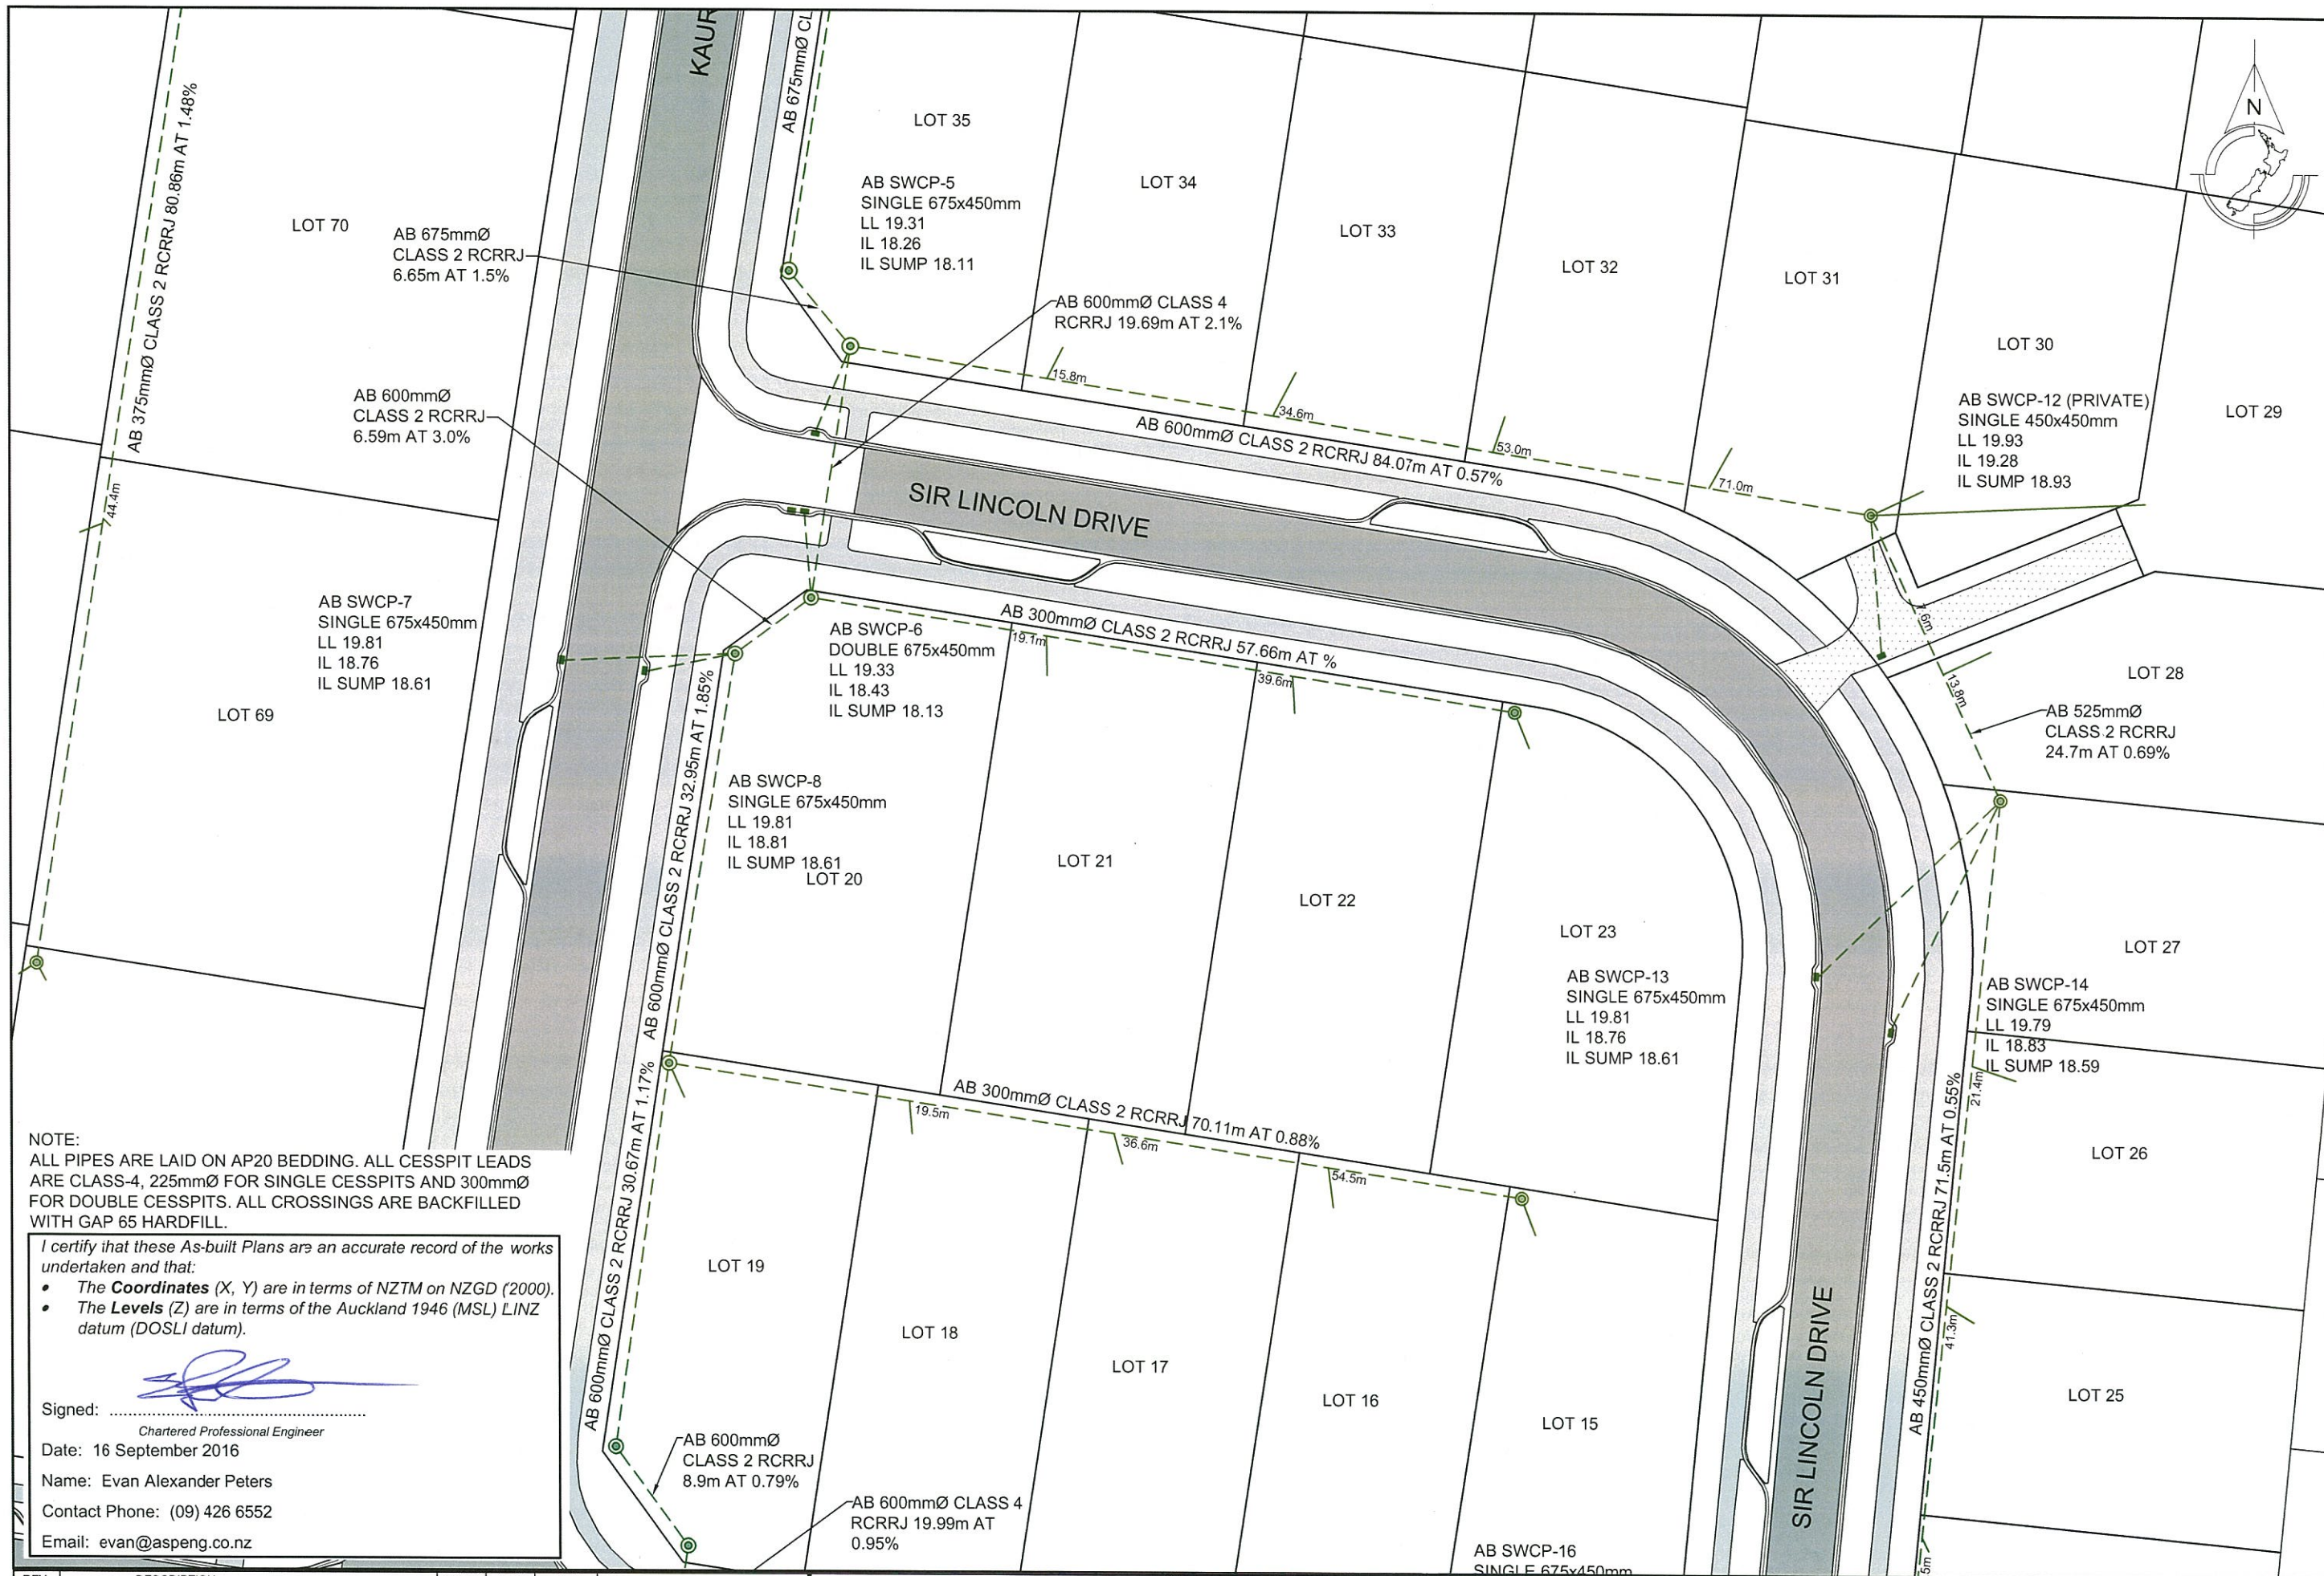 KAUR
AB 675mmØ CL
N
AB 375mmØ CLASS 2 RCRRJ 80.86m AT 1.48%
LOT 70
AB 675mmØ
CLASS 2 RCRRJ
6.65m AT 1.5%
LOT 35
AB SWCP-5
SINGLE 675x450mm
LL 19.31
IL 18.26
IL SUMP 18.11
LOT 34
LOT 33
LOT 32
LOT 31
LOT 30
LOT 29
AB 600mmØ CLASS 4
RCRRJ 19.69m AT 2.1%
AB 600mmØ
CLASS 2 RCRRJ
6.59m AT 3.0%
15.8m
34.6m
53.0m
71.0m
AB 600mmØ CLASS 2 RCRRJ 84.07m AT 0.57%
AB SWCP-12 (PRIVATE)
SINGLE 450x450mm
LL 19.93
IL 19.28
IL SUMP 18.93
SIR LINCOLN DRIVE
44.4m
AB SWCP-7
SINGLE 675x450mm
LL 19.81
IL 18.76
IL SUMP 18.61
LOT 69
AB SWCP-6
DOUBLE 675x450mm
LL 19.33
IL 18.43
IL SUMP 18.13
AB 300mmØ CLASS 2 RCRRJ 57.66m AT %
19.1m
39.6m
13.8m
LOT 28
AB 525mmØ
CLASS 2 RCRRJ
24.7m AT 0.69%
AB 600mmØ CLASS 2 RCRRJ 32.95m AT 1.85%
AB SWCP-8
SINGLE 675x450mm
LL 19.81
IL 18.81
IL SUMP 18.61
LOT 20
LOT 21
LOT 22
LOT 23
AB SWCP-13
SINGLE 675x450mm
LL 19.81
IL 18.76
IL SUMP 18.61
LOT 27
AB SWCP-14
SINGLE 675x450mm
LL 19.79
IL 18.83
IL SUMP 18.59
21.4m
AB 300mmØ CLASS 2 RCRRJ 70.11m AT 0.88%
19.5m
36.6m
54.5m
AB 600mmØ CLASS 2 RCRRJ 30.67m AT 1.17%
AB 450mmØ CLASS 2 RCRRJ 71.5m AT 0.55%
LOT 26
41.3m
LOT 25
LOT 19
LOT 18
LOT 17
LOT 16
LOT 15
SIR LINCOLN DRIVE
5m
AB 600mmØ
CLASS 2 RCRRJ
8.9m AT 0.79%
AB 600mmØ CLASS 4
RCRRJ 19.99m AT
0.95%
AB SWCP-16
SINGLE 675x450mm
NOTE:
ALL PIPES ARE LAID ON AP20 BEDDING. ALL CESSPIT LEADS
ARE CLASS-4, 225mmØ FOR SINGLE CESSPITS AND 300mmØ
FOR DOUBLE CESSPITS. ALL CROSSINGS ARE BACKFILLED
WITH GAP 65 HARDFILL.
I certify that these As-built Plans are an accurate record of the works
undertaken and that:
• The Coordinates (X, Y) are in terms of NZTM on NZGD (2000).
• The Levels (Z) are in terms of the Auckland 1946 (MSL) LINZ
datum (DOSLI datum).
Signed:
Chartered Professional Engineer
Date: 16 September 2016
Name: Evan Alexander Peters
Contact Phone: (09) 426 6552
Email: evan@aspeng.co.nz